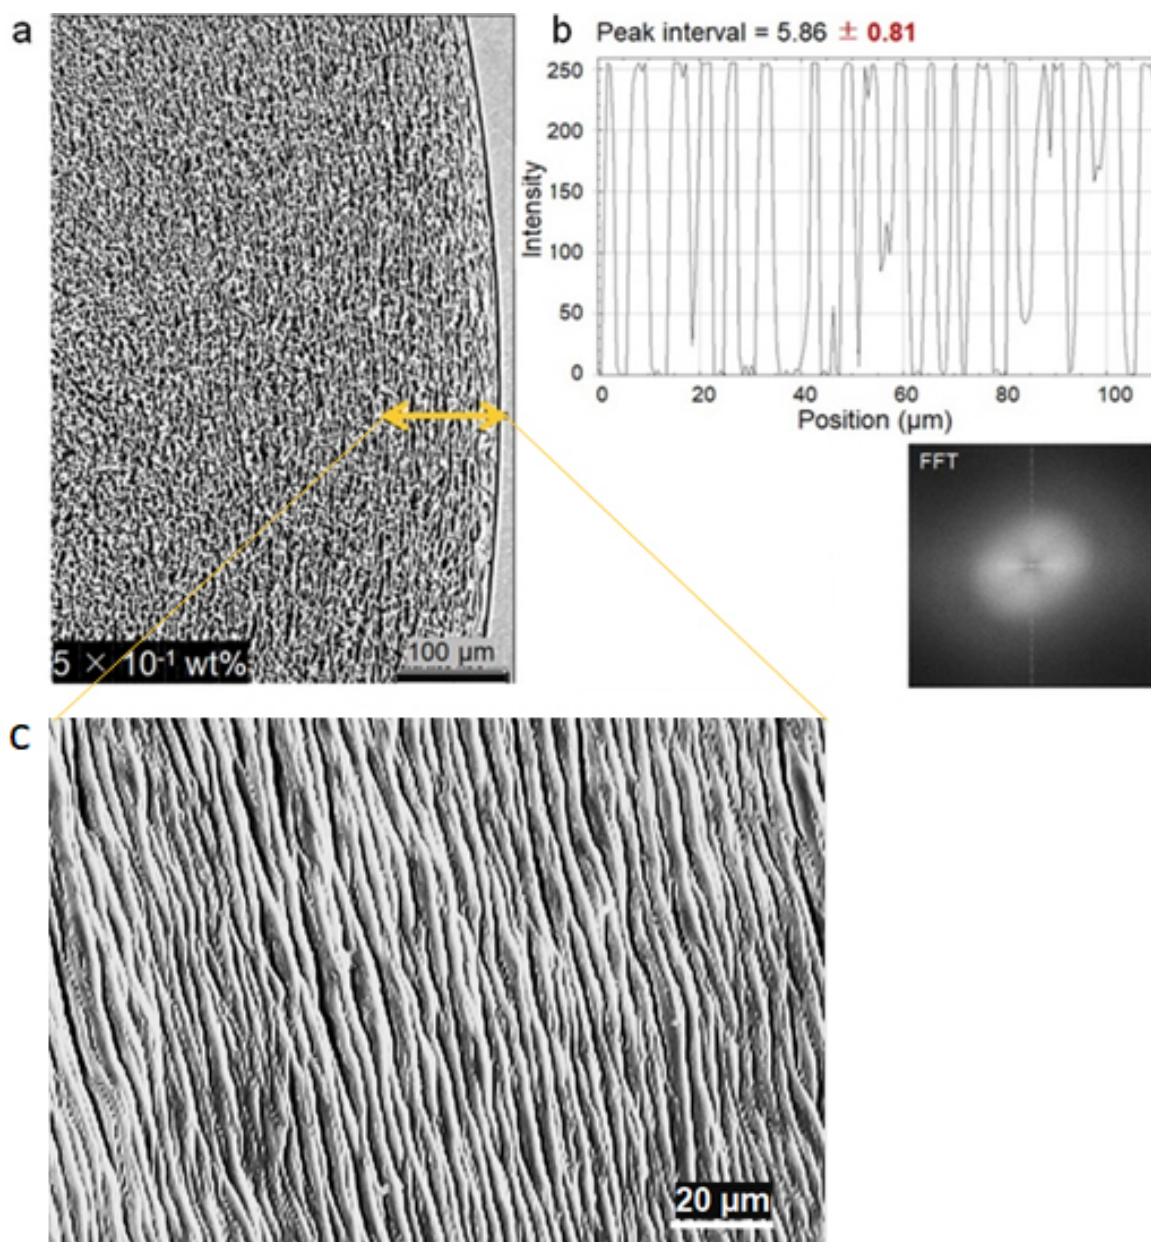 a
b Peak interval = 5.86 ± 0.81
250
200
150
100
50
0
Intensity
0 20 40 60 80 100
Position (µm)
FFT
5 × 10⁻¹ wt%
100 µm
c
20 µm